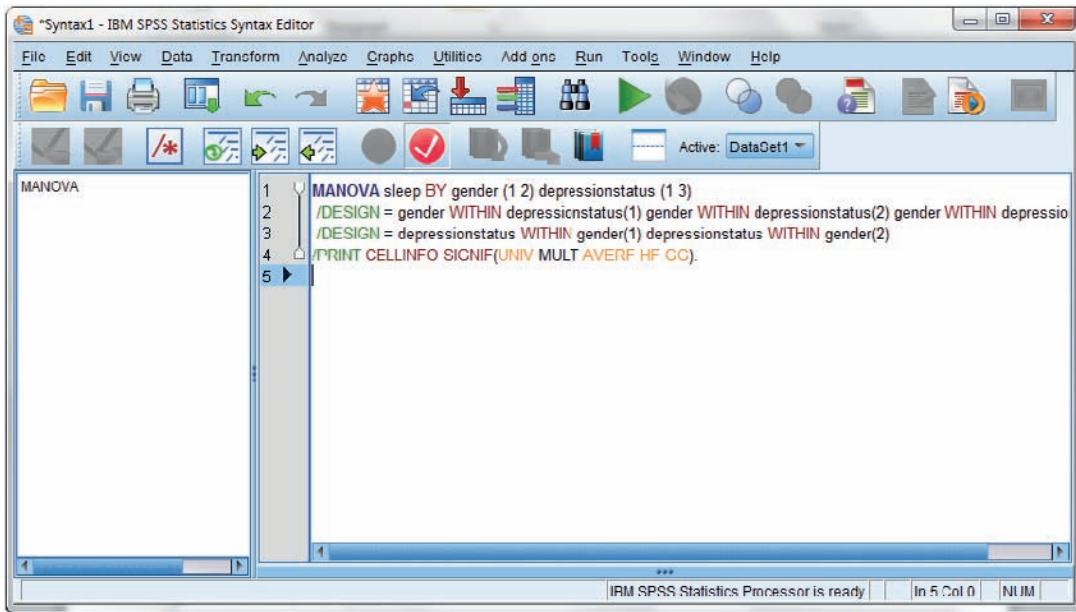 *Syntax1 - IBM SPSS Statistics Syntax Editor
File Edit View Data Transform Analyze Graphs Utilities Add-ons Run Tools Window Help
Active: DataSet1
MANOVA
1 MANOVA sleep BY gender (1 2) depressionstatus (1 3)
2 /DESIGN = gender WITHIN depressionstatus(1) gender WITHIN depressionstatus(2) gender WITHIN depressio
3 /DESIGN = depressionstatus WITHIN gender(1) depressionstatus WITHIN gender(2)
4 /PRINT CELLINFO SIGNIF(UNIV MULT AVERF HF GG).
5
IBM SPSS Statistics Processor is ready In 5 Col 0 NUM